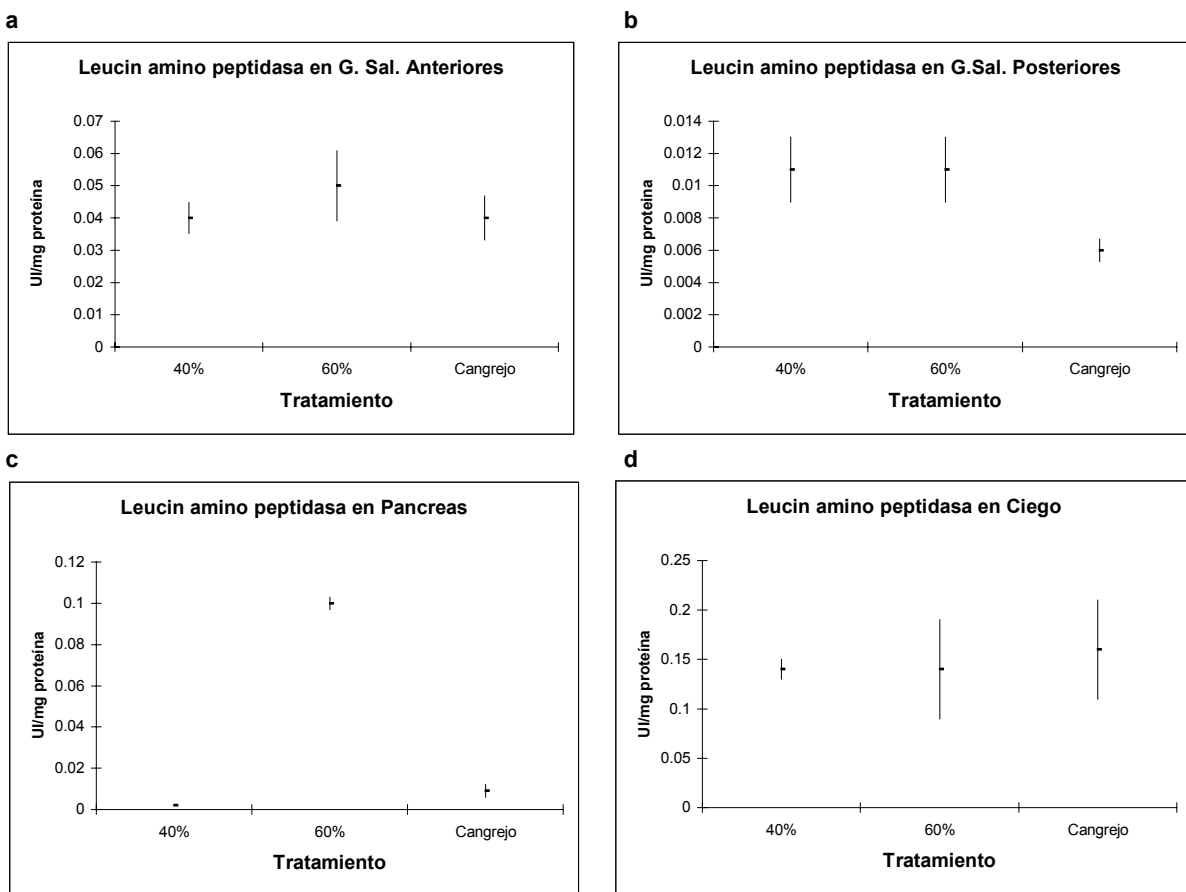 a
Leucin amino peptidasa en G. Sal. Anteriores
UI/mg proteína
0.07
0.06
0.05
0.04
0.03
0.02
0.01
0
40% 60% Cangrejo
Tratamiento
b
Leucin amino peptidasa en G.Sal. Posteriores
UI/mg proteína
0.014
0.012
0.01
0.008
0.006
0.004
0.002
0
40% 60% Cangrejo
Tratamiento
c
Leucin amino peptidasa en Pancreas
UI/mg proteína
0.12
0.1
0.08
0.06
0.04
0.02
0
40% 60% Cangrejo
Tratamiento
d
Leucin amino peptidasa en Ciego
UI/mg proteína
0.25
0.2
0.15
0.1
0.05
0
40% 60% Cangrejo
Tratamiento